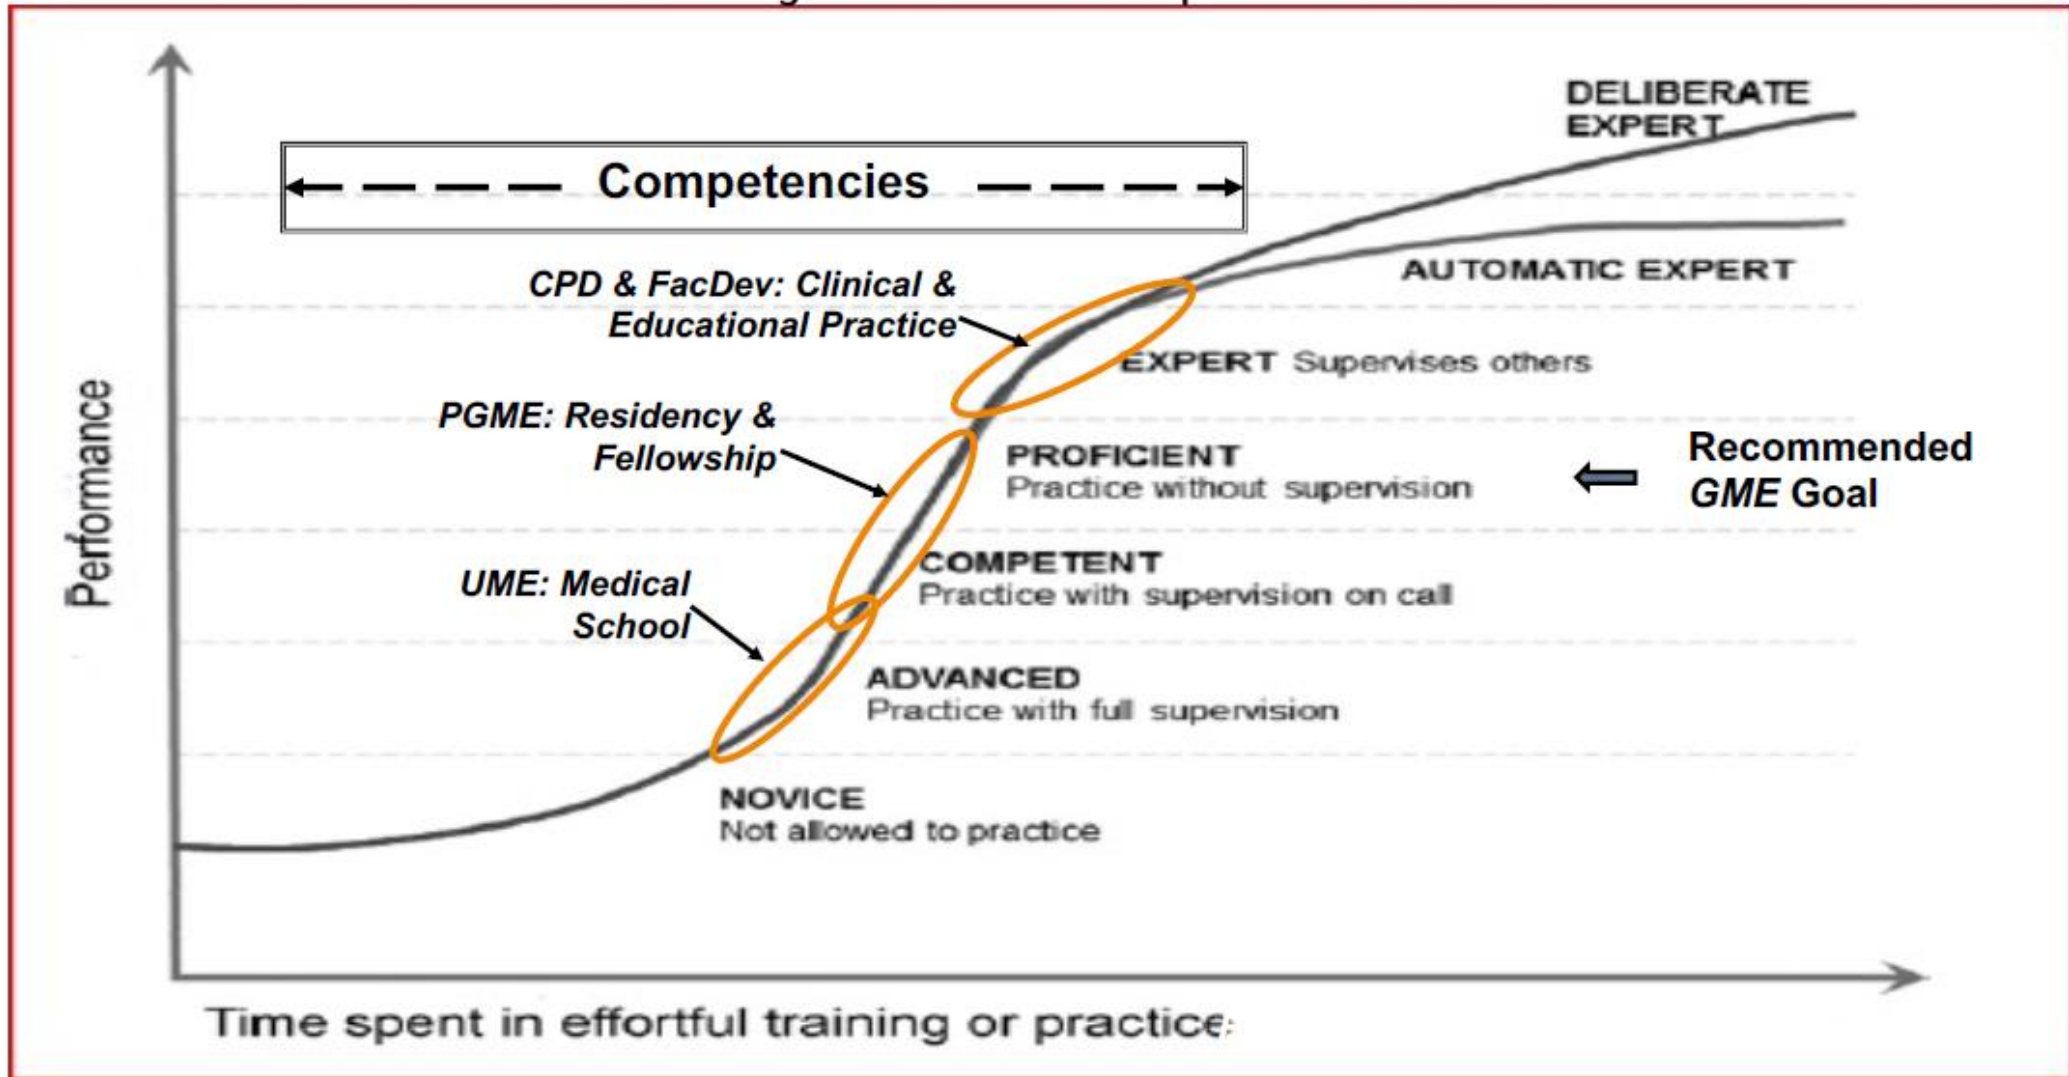 DELIBERATE
EXPERT
Competencies
AUTOMATIC EXPERT
CPD & FacDev: Clinical &
Educational Practice
EXPERT Supervises others
PGME: Residency &
Fellowship
PROFICIENT
Practice without supervision
Recommended
GME Goal
COMPETENT
Practice with supervision on call
UME: Medical
School
ADVANCED
Practice with full supervision
NOVICE
Not allowed to practice
Performance
Time spent in effortful training or practice